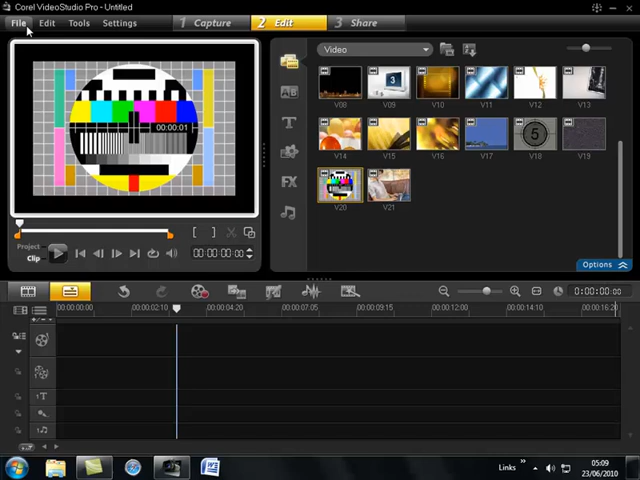 Corel VideoStudio Pro - Untitled
File Edit Tools Settings 1 Capture 2 Edit 3 Share
Video
V08 V09 V10 V11 V12 V13
3
00:00:01
V14 V15 V16 V17 V18 V19
5
V20 V21
Project
Clip
00:00:00:00
Options
0:00:00:00
00:00:00.00 00:00:02.10 00:00:04.20 00:00:07.05 00:00:09.15 00:00:12.00 00:00:14.10 00:00:16.20
T
Links
05:09
23/06/2010